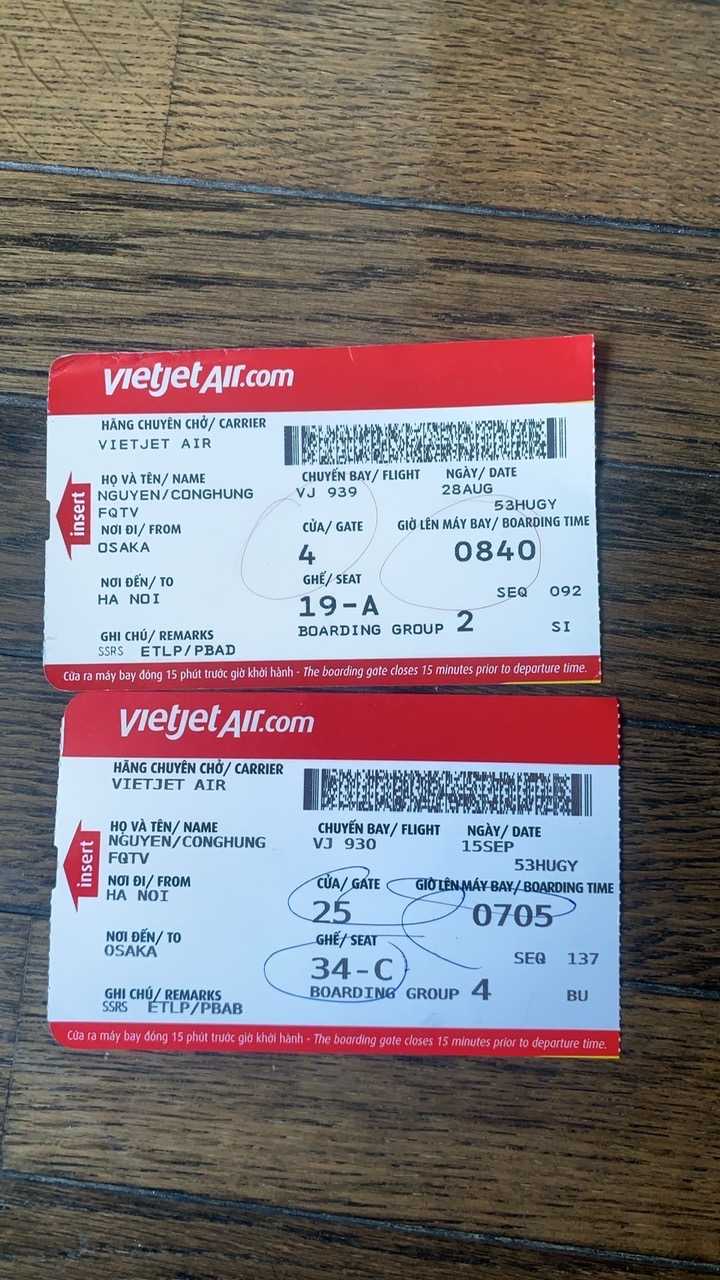 vietjetAir.com
HÃNG CHUYÊN CHỞ/ CARRIER
VIETJET AIR
HỌ VÀ TÊN/ NAME
NGUYEN/CONGHUNG
FQTV
CHUYẾN BAY/ FLIGHT
VJ 939
NGÀY/ DATE
28AUG
53HUGY
insert
NƠI ĐI/ FROM
OSAKA
CỬA/ GATE
4
GIỜ LÊN MÁY BAY/ BOARDING TIME
0840
NƠI ĐẾN/ TO
HA NOI
GHẾ/ SEAT
19-A
SEQ 092
BOARDING GROUP 2
SI
GHI CHÚ/ REMARKS
SSRS ETLP/PBAD
Cửa ra máy bay đóng 15 phút trước giờ khởi hành - The boarding gate closes 15 minutes prior to departure time.
vietjetAir.com
HÃNG CHUYÊN CHỞ/ CARRIER
VIETJET AIR
HỌ VÀ TÊN/ NAME
NGUYEN/CONGHUNG
FQTV
CHUYẾN BAY/ FLIGHT
VJ 930
NGÀY/ DATE
15SEP
53HUGY
insert
NƠI ĐI/ FROM
HA NOI
CỬA/ GATE
25
GIỜ LÊN MÁY BAY/ BOARDING TIME
0705
NƠI ĐẾN/ TO
OSAKA
GHẾ/ SEAT
34-C
SEQ 137
BOARDING GROUP 4
BU
GHI CHÚ/ REMARKS
SSRS ETLP/PBAB
Cửa ra máy bay đóng 15 phút trước giờ khởi hành - The boarding gate closes 15 minutes prior to departure time.